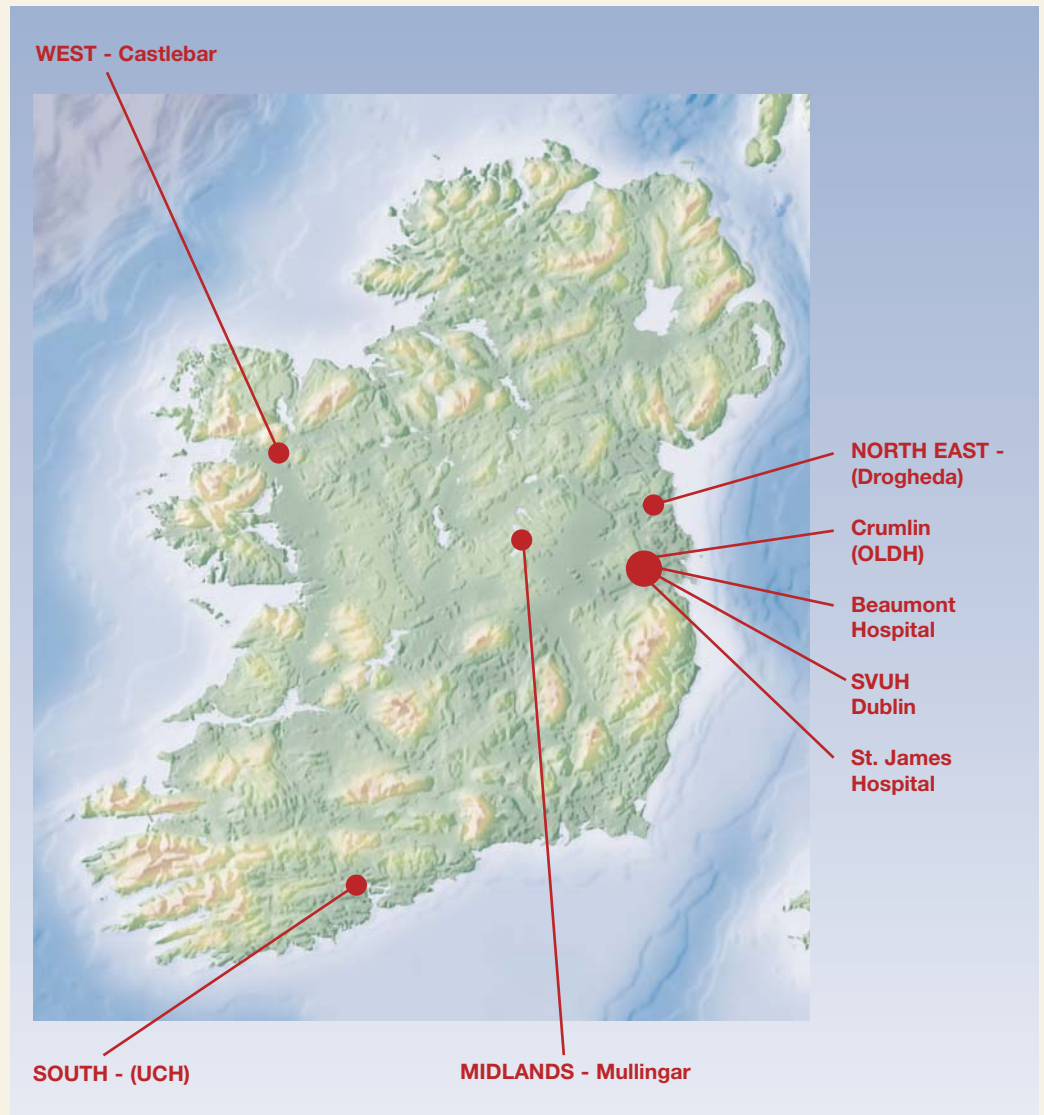 WEST - Castlebar
NORTH EAST -
(Drogheda)
Crumlin
(OLDH)
Beaumont
Hospital
SVUH
Dublin
St. James
Hospital
SOUTH - (UCH)
MIDLANDS - Mullingar